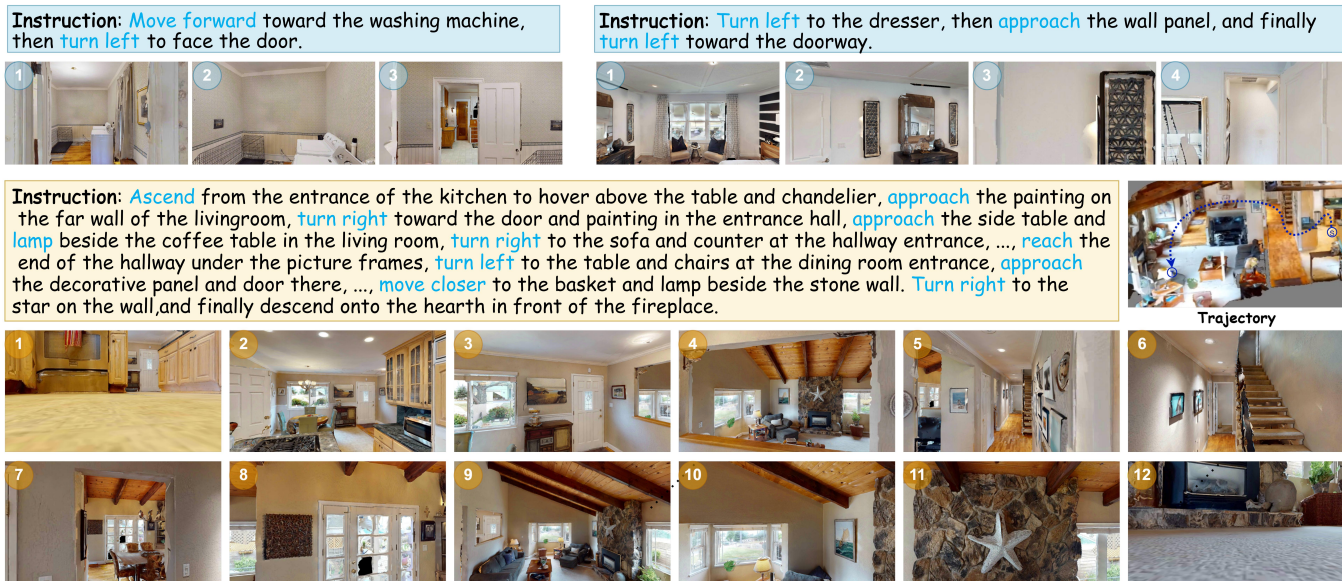 Instruction: Move forward toward the washing machine,
then turn left to face the door.
1
2
3
Instruction: Turn left to the dresser, then approach the wall panel, and finally
turn left toward the doorway.
1
2
3
4
Instruction: Ascend from the entrance of the kitchen to hover above the table and chandelier, approach the painting on
the far wall of the livingroom, turn right toward the door and painting in the entrance hall, approach the side table and
lamp beside the coffee table in the living room, turn right to the sofa and counter at the hallway entrance, ..., reach the
end of the hallway under the picture frames, turn left to the table and chairs at the dining room entrance, approach
the decorative panel and door there, ..., move closer to the basket and lamp beside the stone wall. Turn right to the
star on the wall,and finally descend onto the hearth in front of the fireplace.
Trajectory
1
2
3
4
5
6
7
8
9
10
11
12